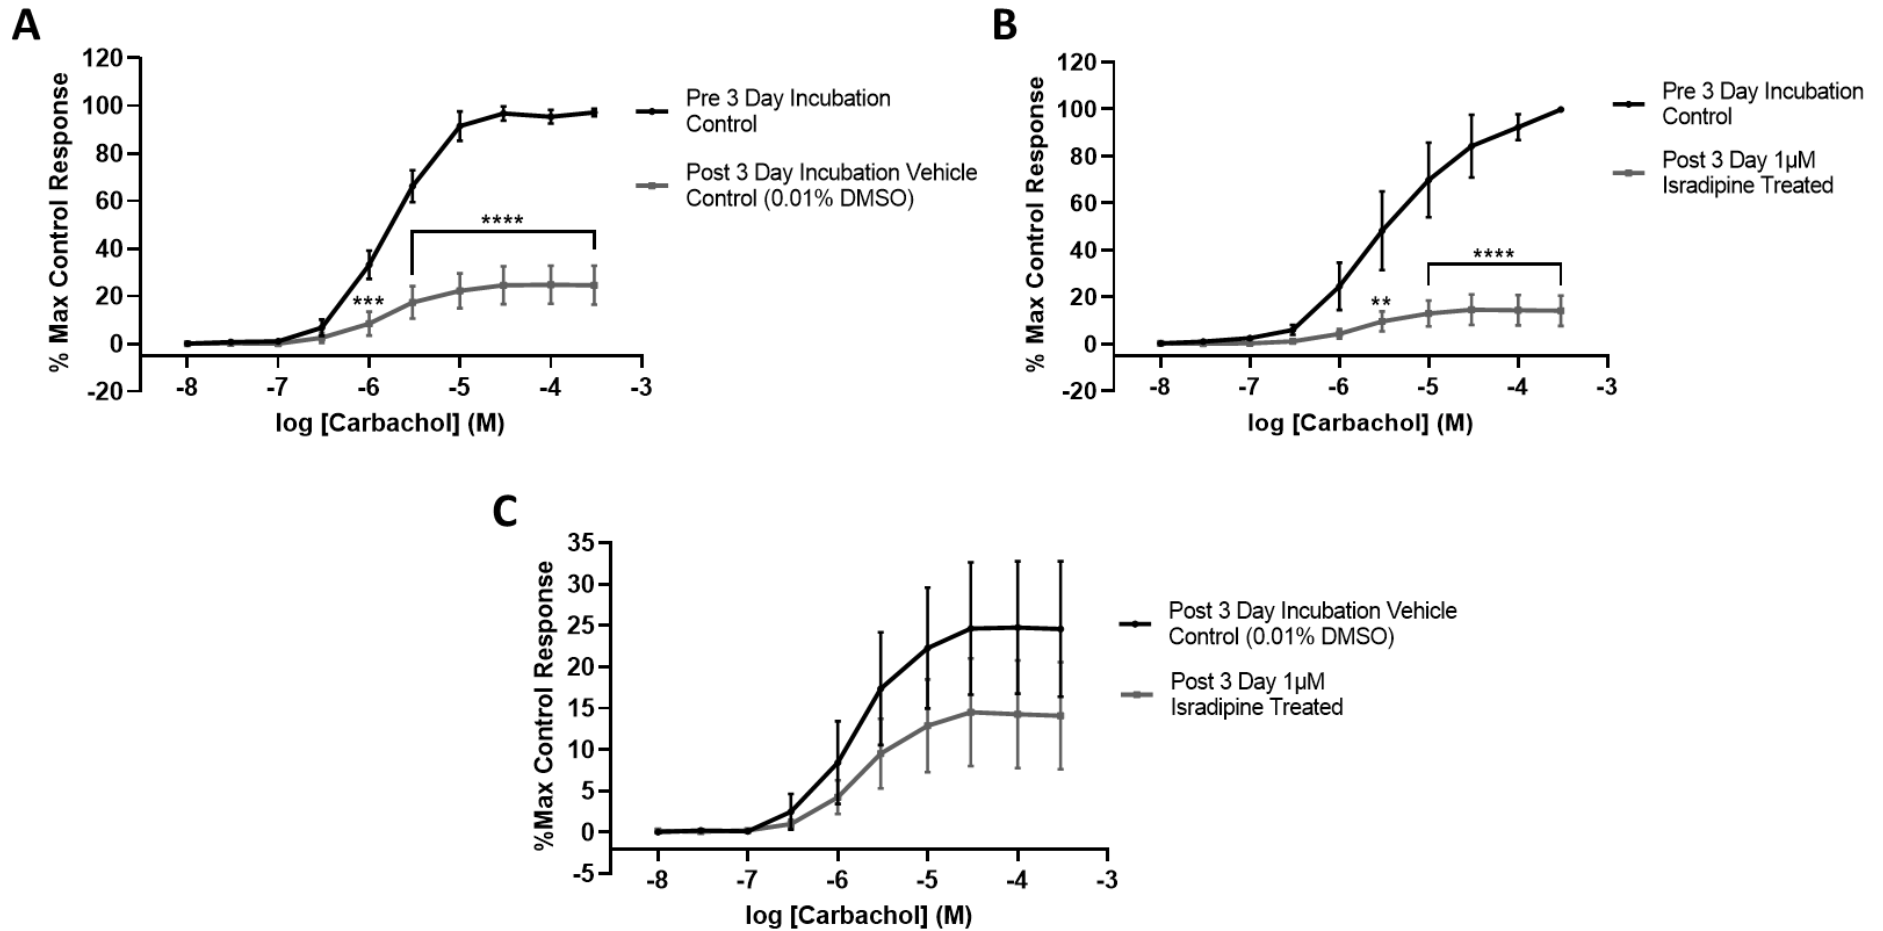 A
120
100
80
60
40
20
0
-20
% Max Control Response
***
****
-8 -7 -6 -5 -4 -3
log [Carbachol] (M)
Pre 3 Day Incubation
Control
Post 3 Day Incubation Vehicle
Control (0.01% DMSO)
B
120
100
80
60
40
20
0
-20
% Max Control Response
**
****
-8 -7 -6 -5 -4 -3
log [Carbachol] (M)
Pre 3 Day Incubation
Control
Post 3 Day 1µM
Isradipine Treated
C
35
30
25
20
15
10
5
0
-5
%Max Control Response
-8 -7 -6 -5 -4 -3
log [Carbachol] (M)
Post 3 Day Incubation Vehicle
Control (0.01% DMSO)
Post 3 Day 1µM
Isradipine Treated